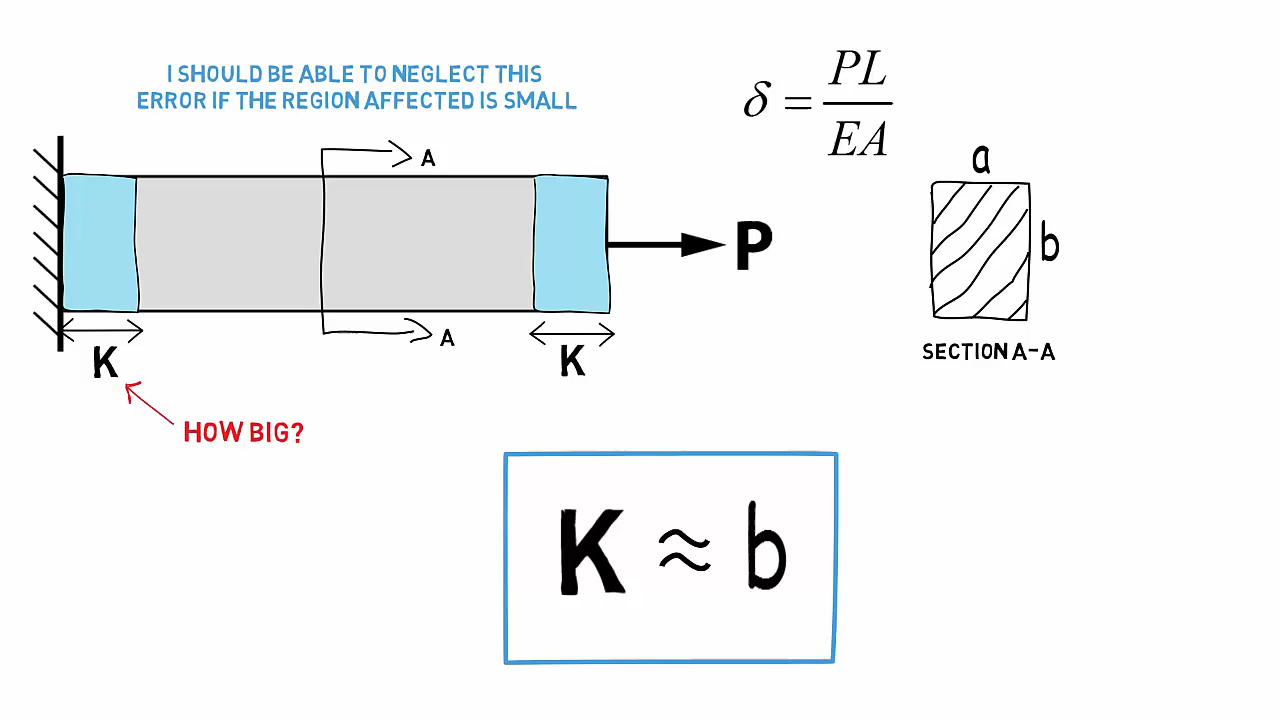 I SHOULD BE ABLE TO NEGLECT THIS
ERROR IF THE REGION AFFECTED IS SMALL
δ = PL / EA
A
a
P
b
A
K
K
SECTION A-A
HOW BIG?
K ≈ b